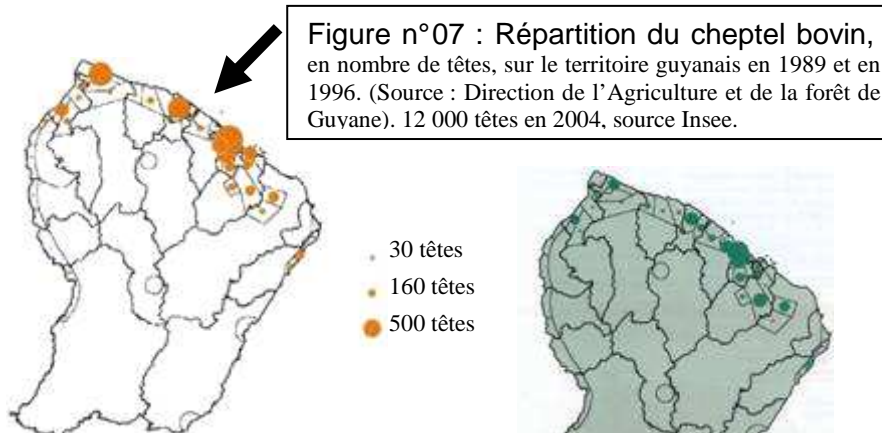 Figure n°07 : Répartition du cheptel bovin,
en nombre de têtes, sur le territoire guyanais en 1989 et en
1996. (Source : Direction de l'Agriculture et de la forêt de
Guyane). 12 000 têtes en 2004, source Insee.
30 têtes
160 têtes
500 têtes